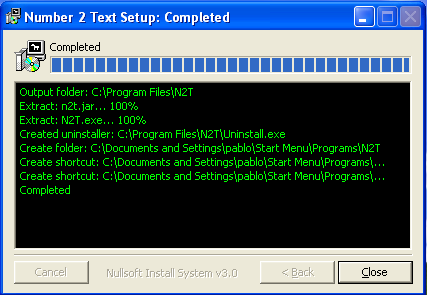 Number 2 Text Setup: Completed
Completed
Output folder: C:\Program Files\N2T
Extract: n2t.jar... 100%
Extract: N2T.exe... 100%
Created uninstaller: C:\Program Files\N2T\Uninstall.exe
Create folder: C:\Documents and Settings\pablo\Start Menu\Programs\N2T
Create shortcut: C:\Documents and Settings\pablo\Start Menu\Programs\...
Create shortcut: C:\Documents and Settings\pablo\Start Menu\Programs\...
Completed
Cancel Nullsoft Install System v3.0 < Back Close